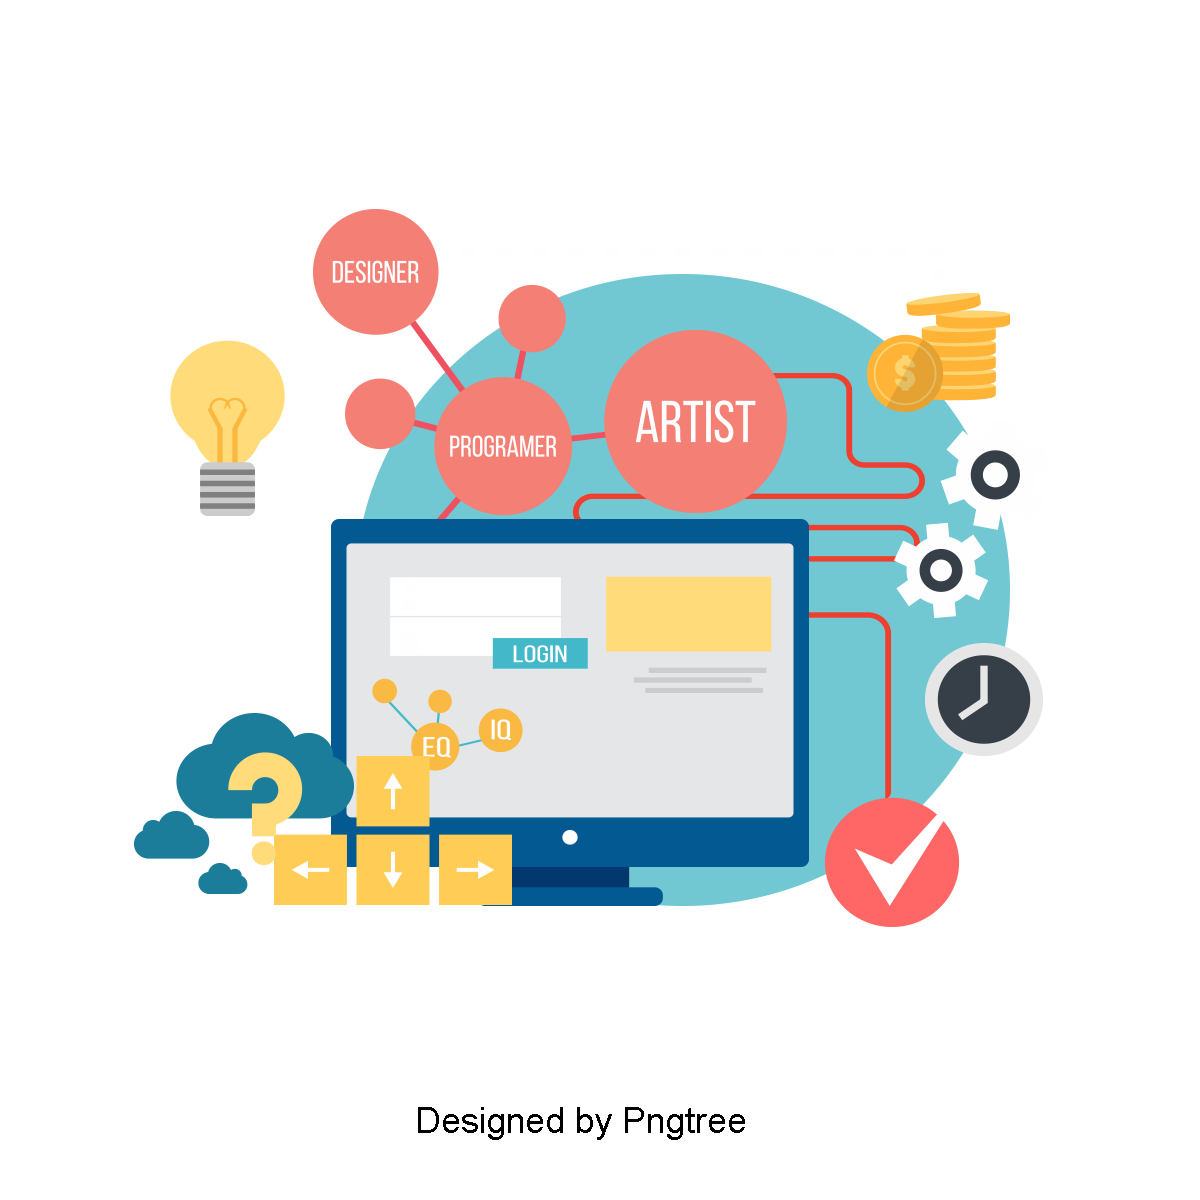 DESIGNER
PROGRAMER
ARTIST
$
LOGIN
EQ
IQ
?
Designed by Pngtree